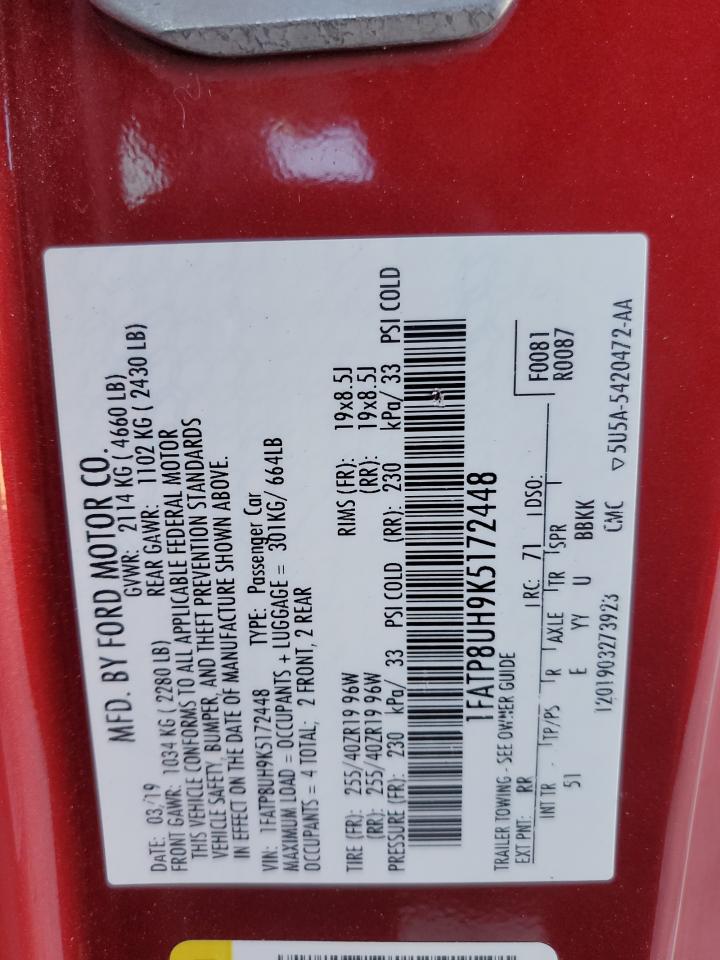 MFD. BY FORD MOTOR CO.
DATE: 03/19 GVWR: 2114 KG ( 4660 LB)
FRONT GAWR: 1034 KG ( 2280 LB) REAR GAWR: 1102 KG ( 2430 LB)
THIS VEHICLE CONFORMS TO ALL APPLICABLE FEDERAL MOTOR
VEHICLE SAFETY, BUMPER, AND THEFT PREVENTION STANDARDS
IN EFFECT ON THE DATE OF MANUFACTURE SHOWN ABOVE.
VIN: 1FATP8UH9K5172448 TYPE: Passenger Car
MAXIMUM LOAD = OCCUPANTS + LUGGAGE = 301KG/ 664LB
OCCUPANTS = 4 TOTAL; 2 FRONT, 2 REAR
TIRE (FR): 255/40ZR19 96W RIMS (FR): 19x8.5J
(RR): 255/40ZR19 96W (RR): 19x8.5J
PRESSURE (FR): 230 kPa/ 33 PSI COLD (RR): 230 kPa/ 33 PSI COLD
1FATP8UH9K5172448
TRAILER TOWING - SEE OWNER GUIDE
EXT PNT: RR RC: 71 DSO: F0081
R0087
INT TR TP/PS R AXLE TR SPR
51 E YY U BBKK
1201903273923 CMC ▽5U5A-5420472-AA